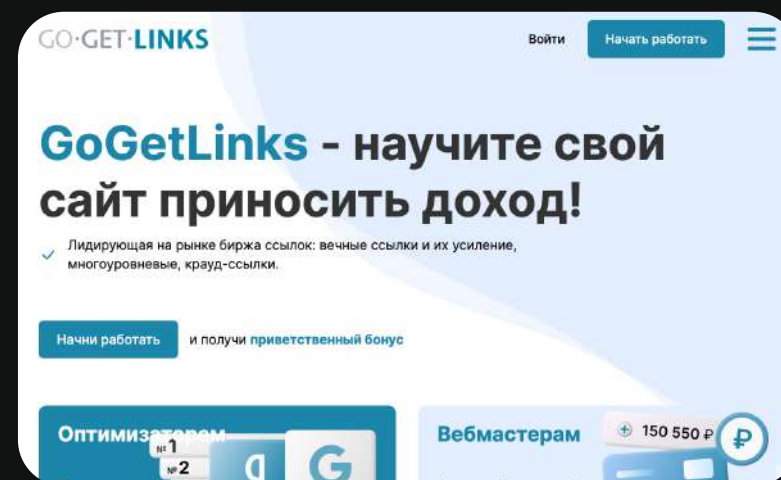 GO·GET·LINKS
Войти
Начать работать
GoGetLinks - научите свой
сайт приносить доход!
Лидирующая на рынке биржа ссылок: вечные ссылки и их усиление,
многоуровневые, крауд-ссылки.
Начни работать
и получи приветственный бонус
Оптимизаторам
№1
№2
G
Вебмастерам
150 550 ₽
₽